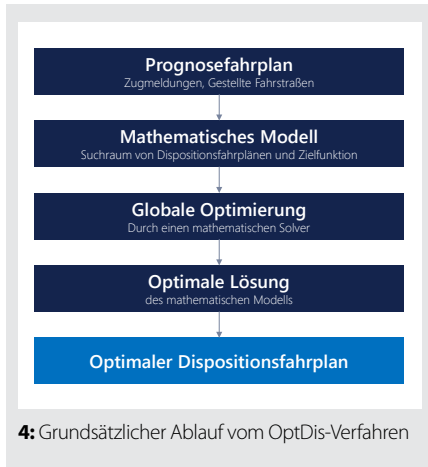 Prognosefahrplan
Zugmeldungen, Gestellte Fahrstraßen
Mathematisches Modell
Suchraum von Dispositionsfahrplänen und Zielfunktion
Globale Optimierung
Durch einen mathematischen Solver
Optimale Lösung
des mathematischen Modells
Optimaler Dispositionsfahrplan
4: Grundsätzlicher Ablauf vom OptDis-Verfahren